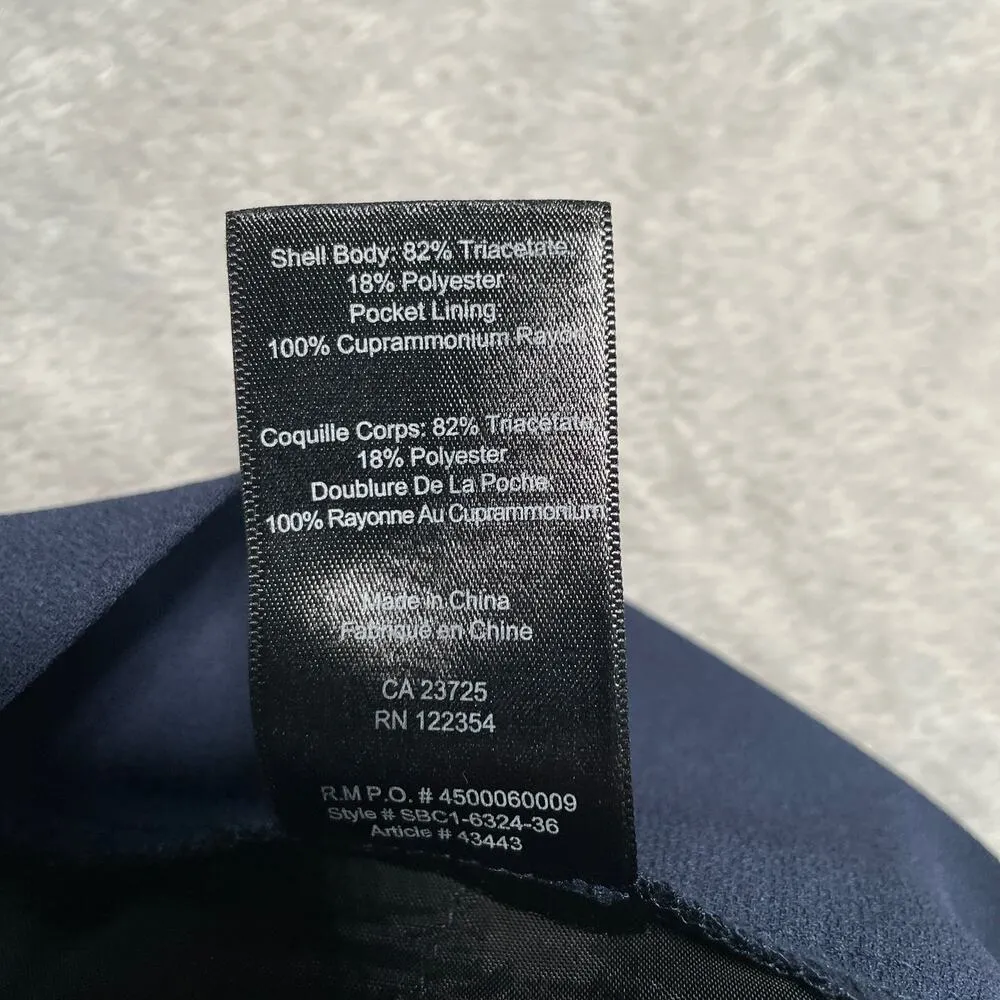 Shell Body: 82% Triacetate
18% Polyester
Pocket Lining
100% Cuprammonium Rayon
Coquille Corps: 82% Triacetate
18% Polyester
Doublure De La Poche
100% Rayonne Au Cuprammonium
Made in China
Fabriqué en Chine
CA 23725
RN 122354
R.M P.O. # 4500060009
Style # SBC1-6324-36
Article # 43443